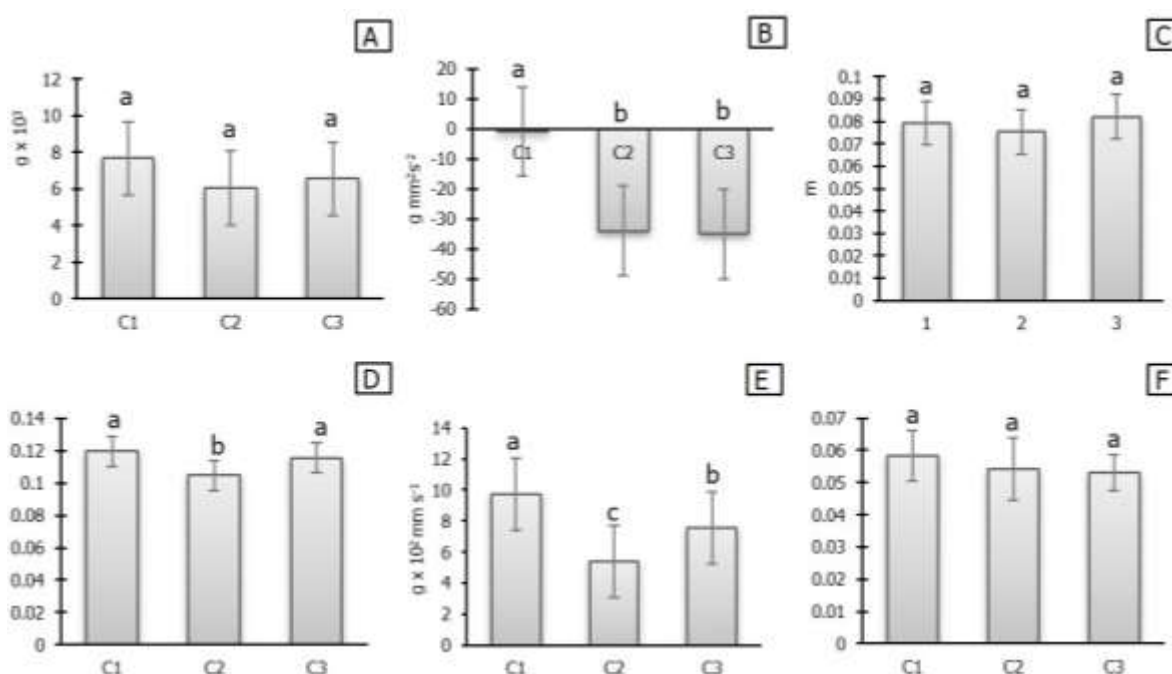 A
g x 10³
12
10
8
6
4
2
0
a a a
C1 C2 C3
B
g mm²s⁻²
20
10
0
-10
-20
-30
-40
-50
-60
a b b
C1 C2 C3
C
m
0.1
0.09
0.08
0.07
0.06
0.05
0.04
0.03
0.02
0.01
0
a a a
1 2 3
D
0.14
0.12
0.1
0.08
0.06
0.04
0.02
0
a b a
C1 C2 C3
E
g x 10² mm s⁻¹
14
12
10
8
6
4
2
0
a c b
C1 C2 C3
F
0.07
0.06
0.05
0.04
0.03
0.02
0.01
0
a a a
C1 C2 C3